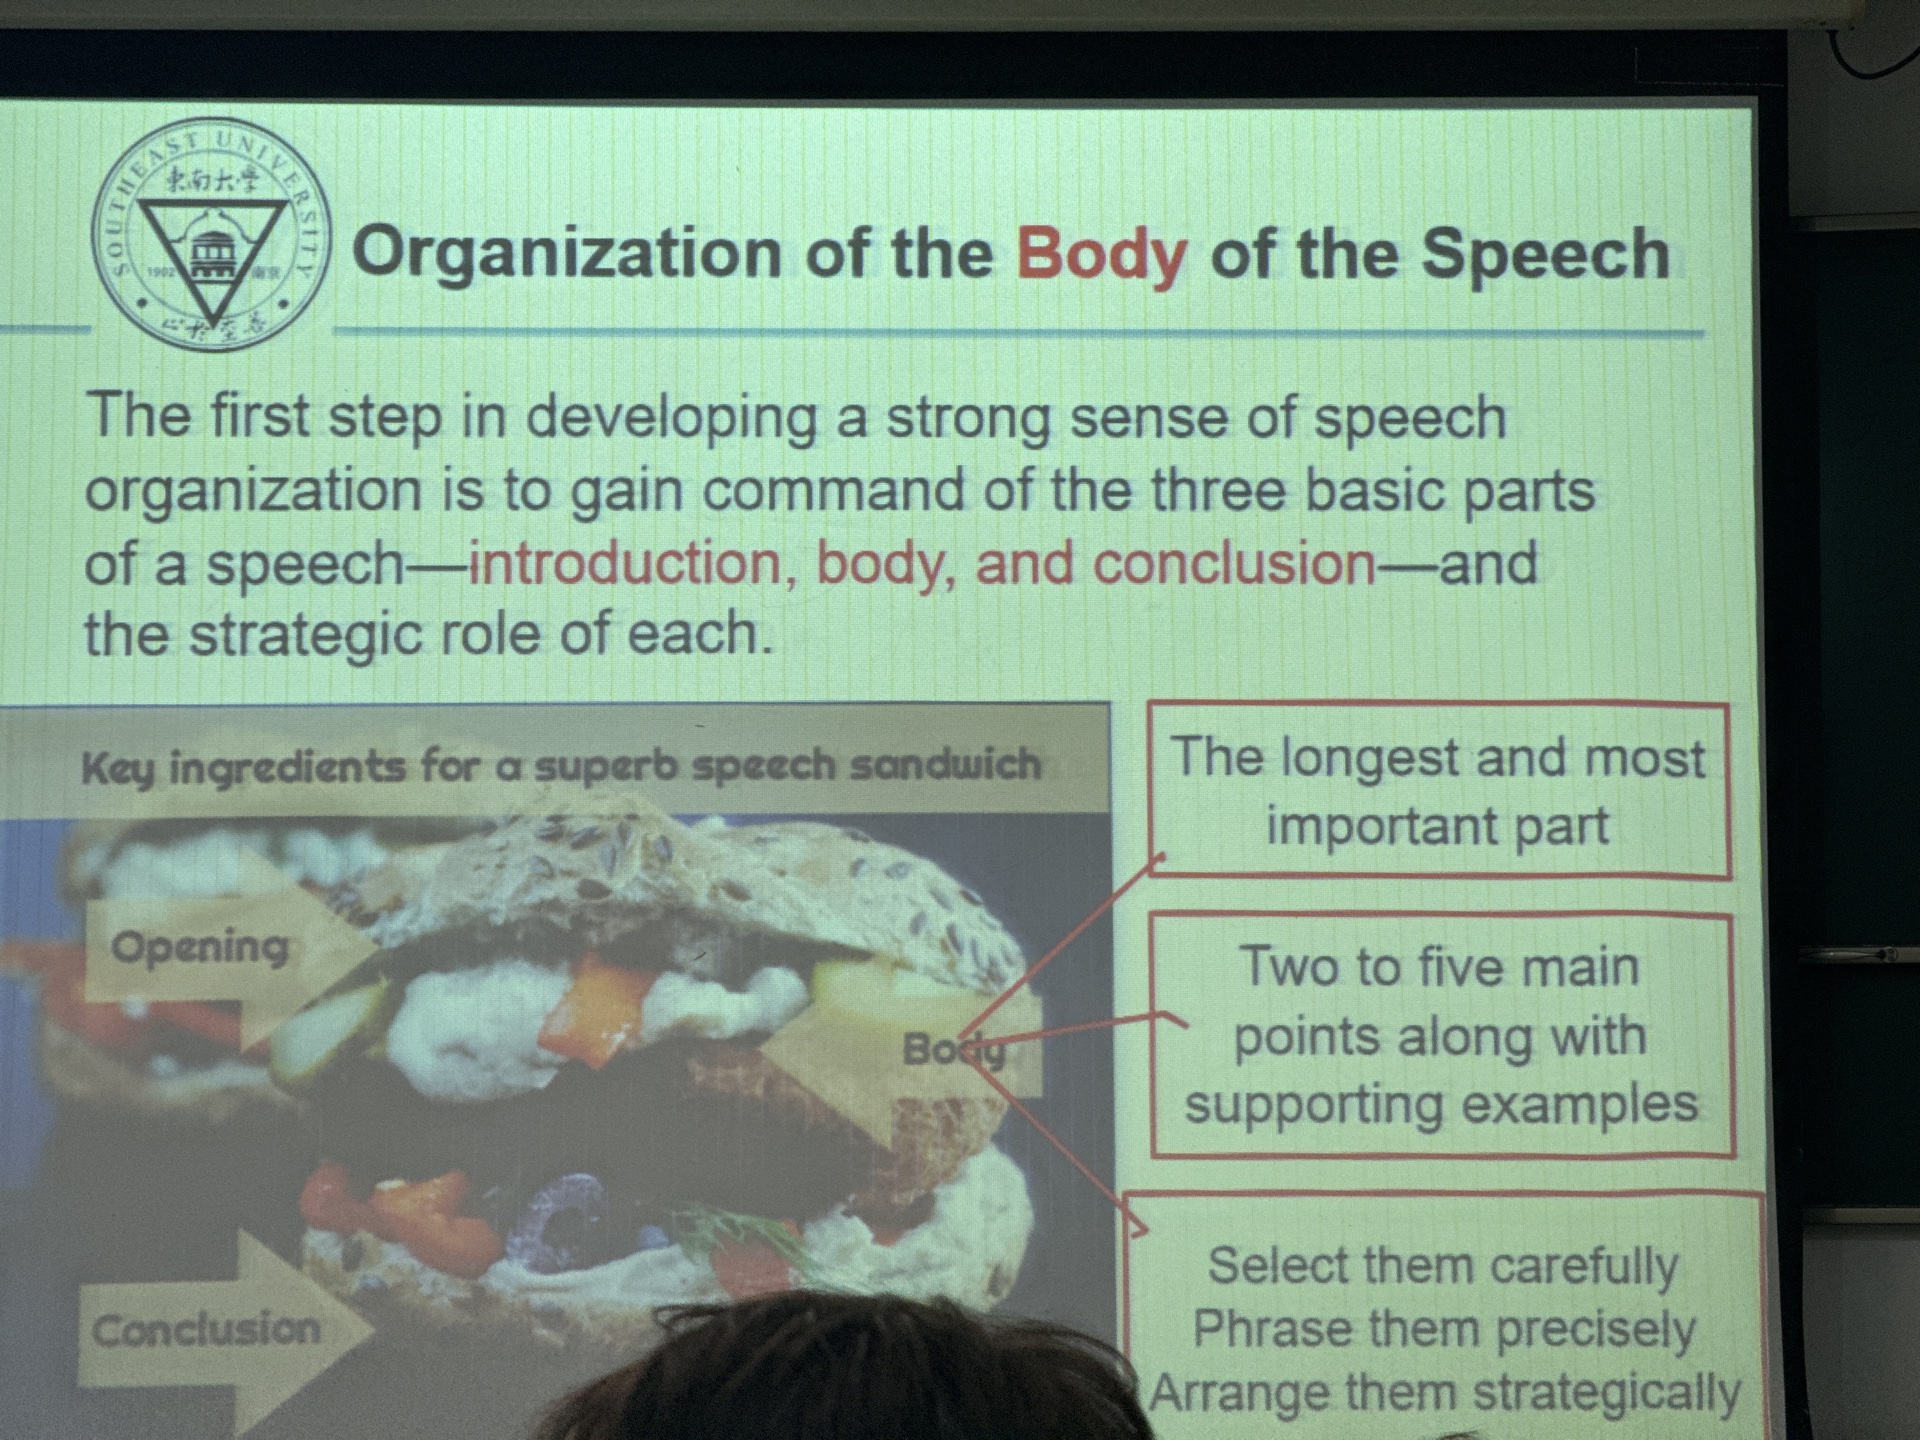 SOUTHEAST UNIVERSITY
東南大學
1902 南京
止於至善
Organization of the Body of the Speech
The first step in developing a strong sense of speech
organization is to gain command of the three basic parts
of a speech—introduction, body, and conclusion—and
the strategic role of each.
Key ingredients for a superb speech sandwich
Opening
Body
Conclusion
The longest and most
important part
Two to five main
points along with
supporting examples
Select them carefully
Phrase them precisely
Arrange them strategically